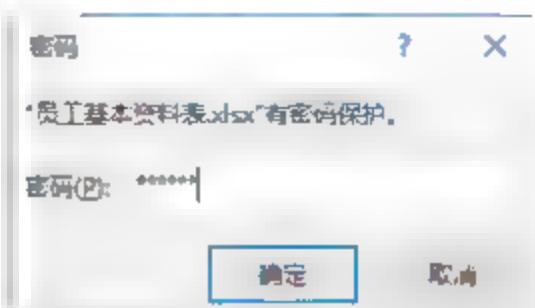 密码 ? ×
"员工基本资料表.xlsx"有密码保护。
密码(P): ******
确定 取消